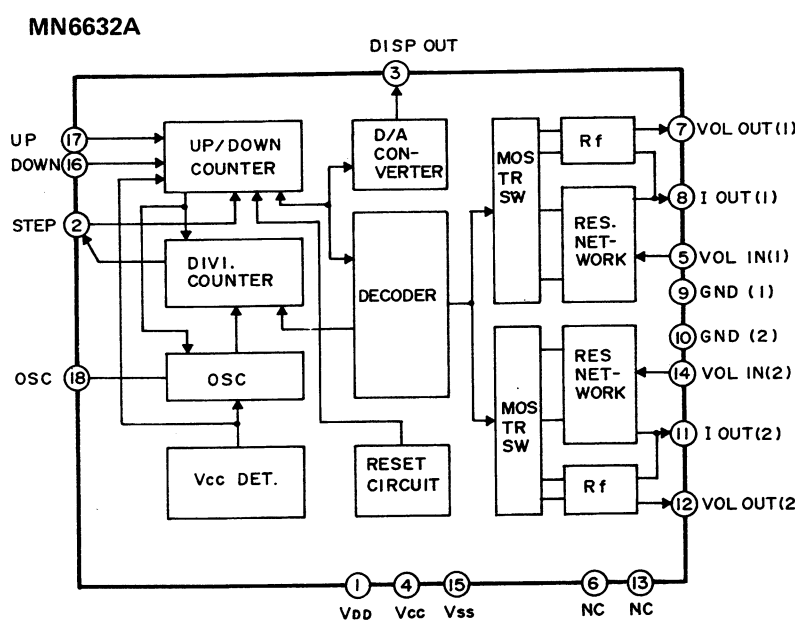 MN6632A
DISP OUT
3
17
UP
16
DOWN
STEP
2
OSC
18
UP/DOWN
COUNTER
DIVI.
COUNTER
OSC
Vcc DET.
D/A
CON-
VERTER
DECODER
RESET
CIRCUIT
MOS
TR
SW
Rf
RES.
NET-
WORK
MOS
TR
SW
RES
NET-
WORK
Rf
7 VOL OUT(1)
8 I OUT(1)
5 VOL IN(1)
9 GND (1)
10 GND (2)
14 VOL IN(2)
11 I OUT(2)
12 VOL OUT(2
1 4 15 6 13
VDD Vcc Vss NC NC